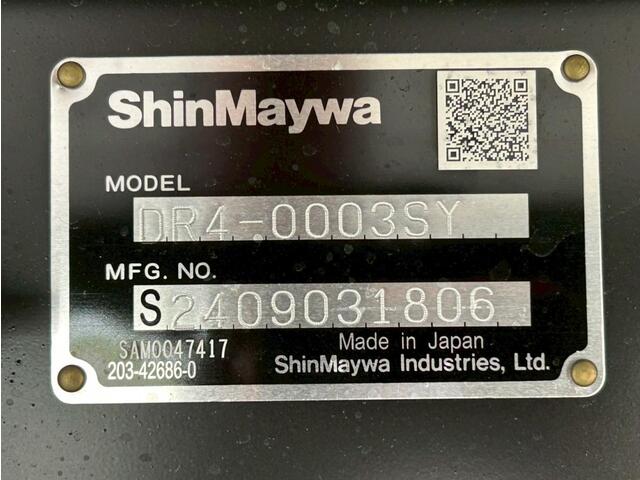 ShinMaywa
MODEL
DR4-0003SY
MFG. NO.
S2409031806
SAM0047417
203-42686-0
Made in Japan
ShinMaywa Industries, Ltd.